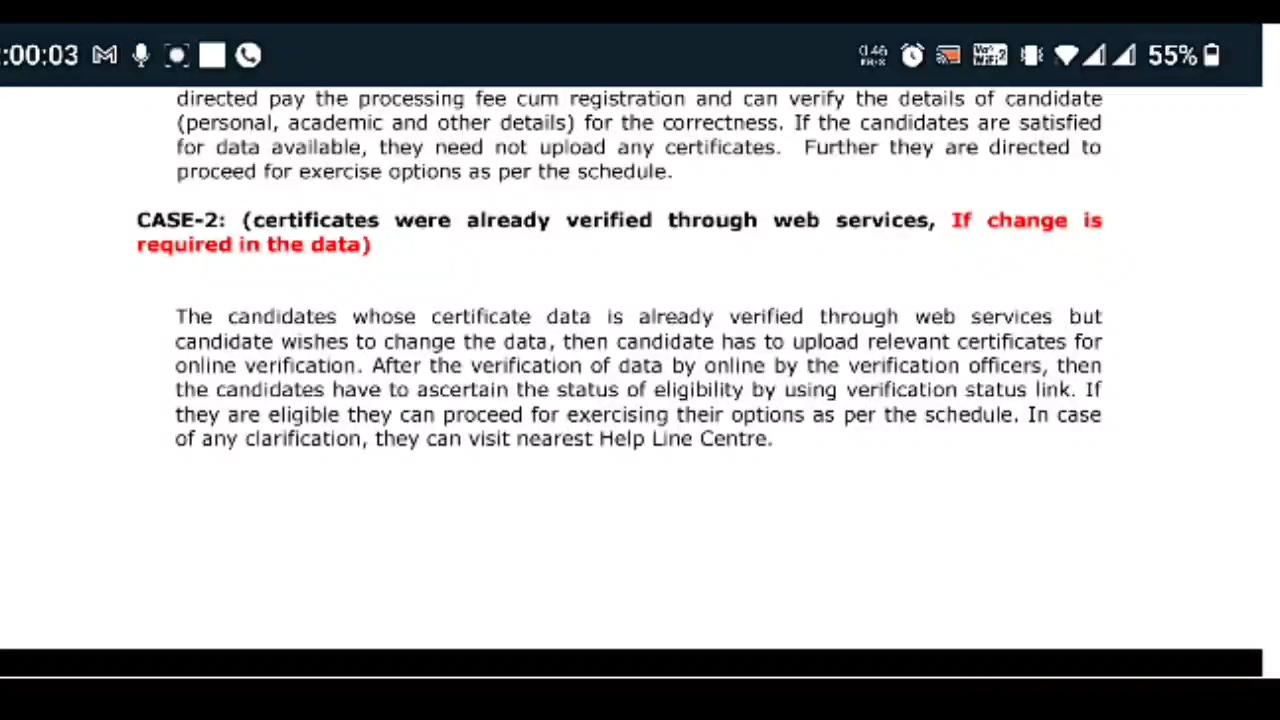 :00:03 55%
directed pay the processing fee cum registration and can verify the details of candidate
(personal, academic and other details) for the correctness. If the candidates are satisfied
for data available, they need not upload any certificates. Further they are directed to
proceed for exercise options as per the schedule.
CASE-2: (certificates were already verified through web services, If change is
required in the data)
The candidates whose certificate data is already verified through web services but
candidate wishes to change the data, then candidate has to upload relevant certificates for
online verification. After the verification of data by online by the verification officers, then
the candidates have to ascertain the status of eligibility by using verification status link. If
they are eligible they can proceed for exercising their options as per the schedule. In case
of any clarification, they can visit nearest Help Line Centre.